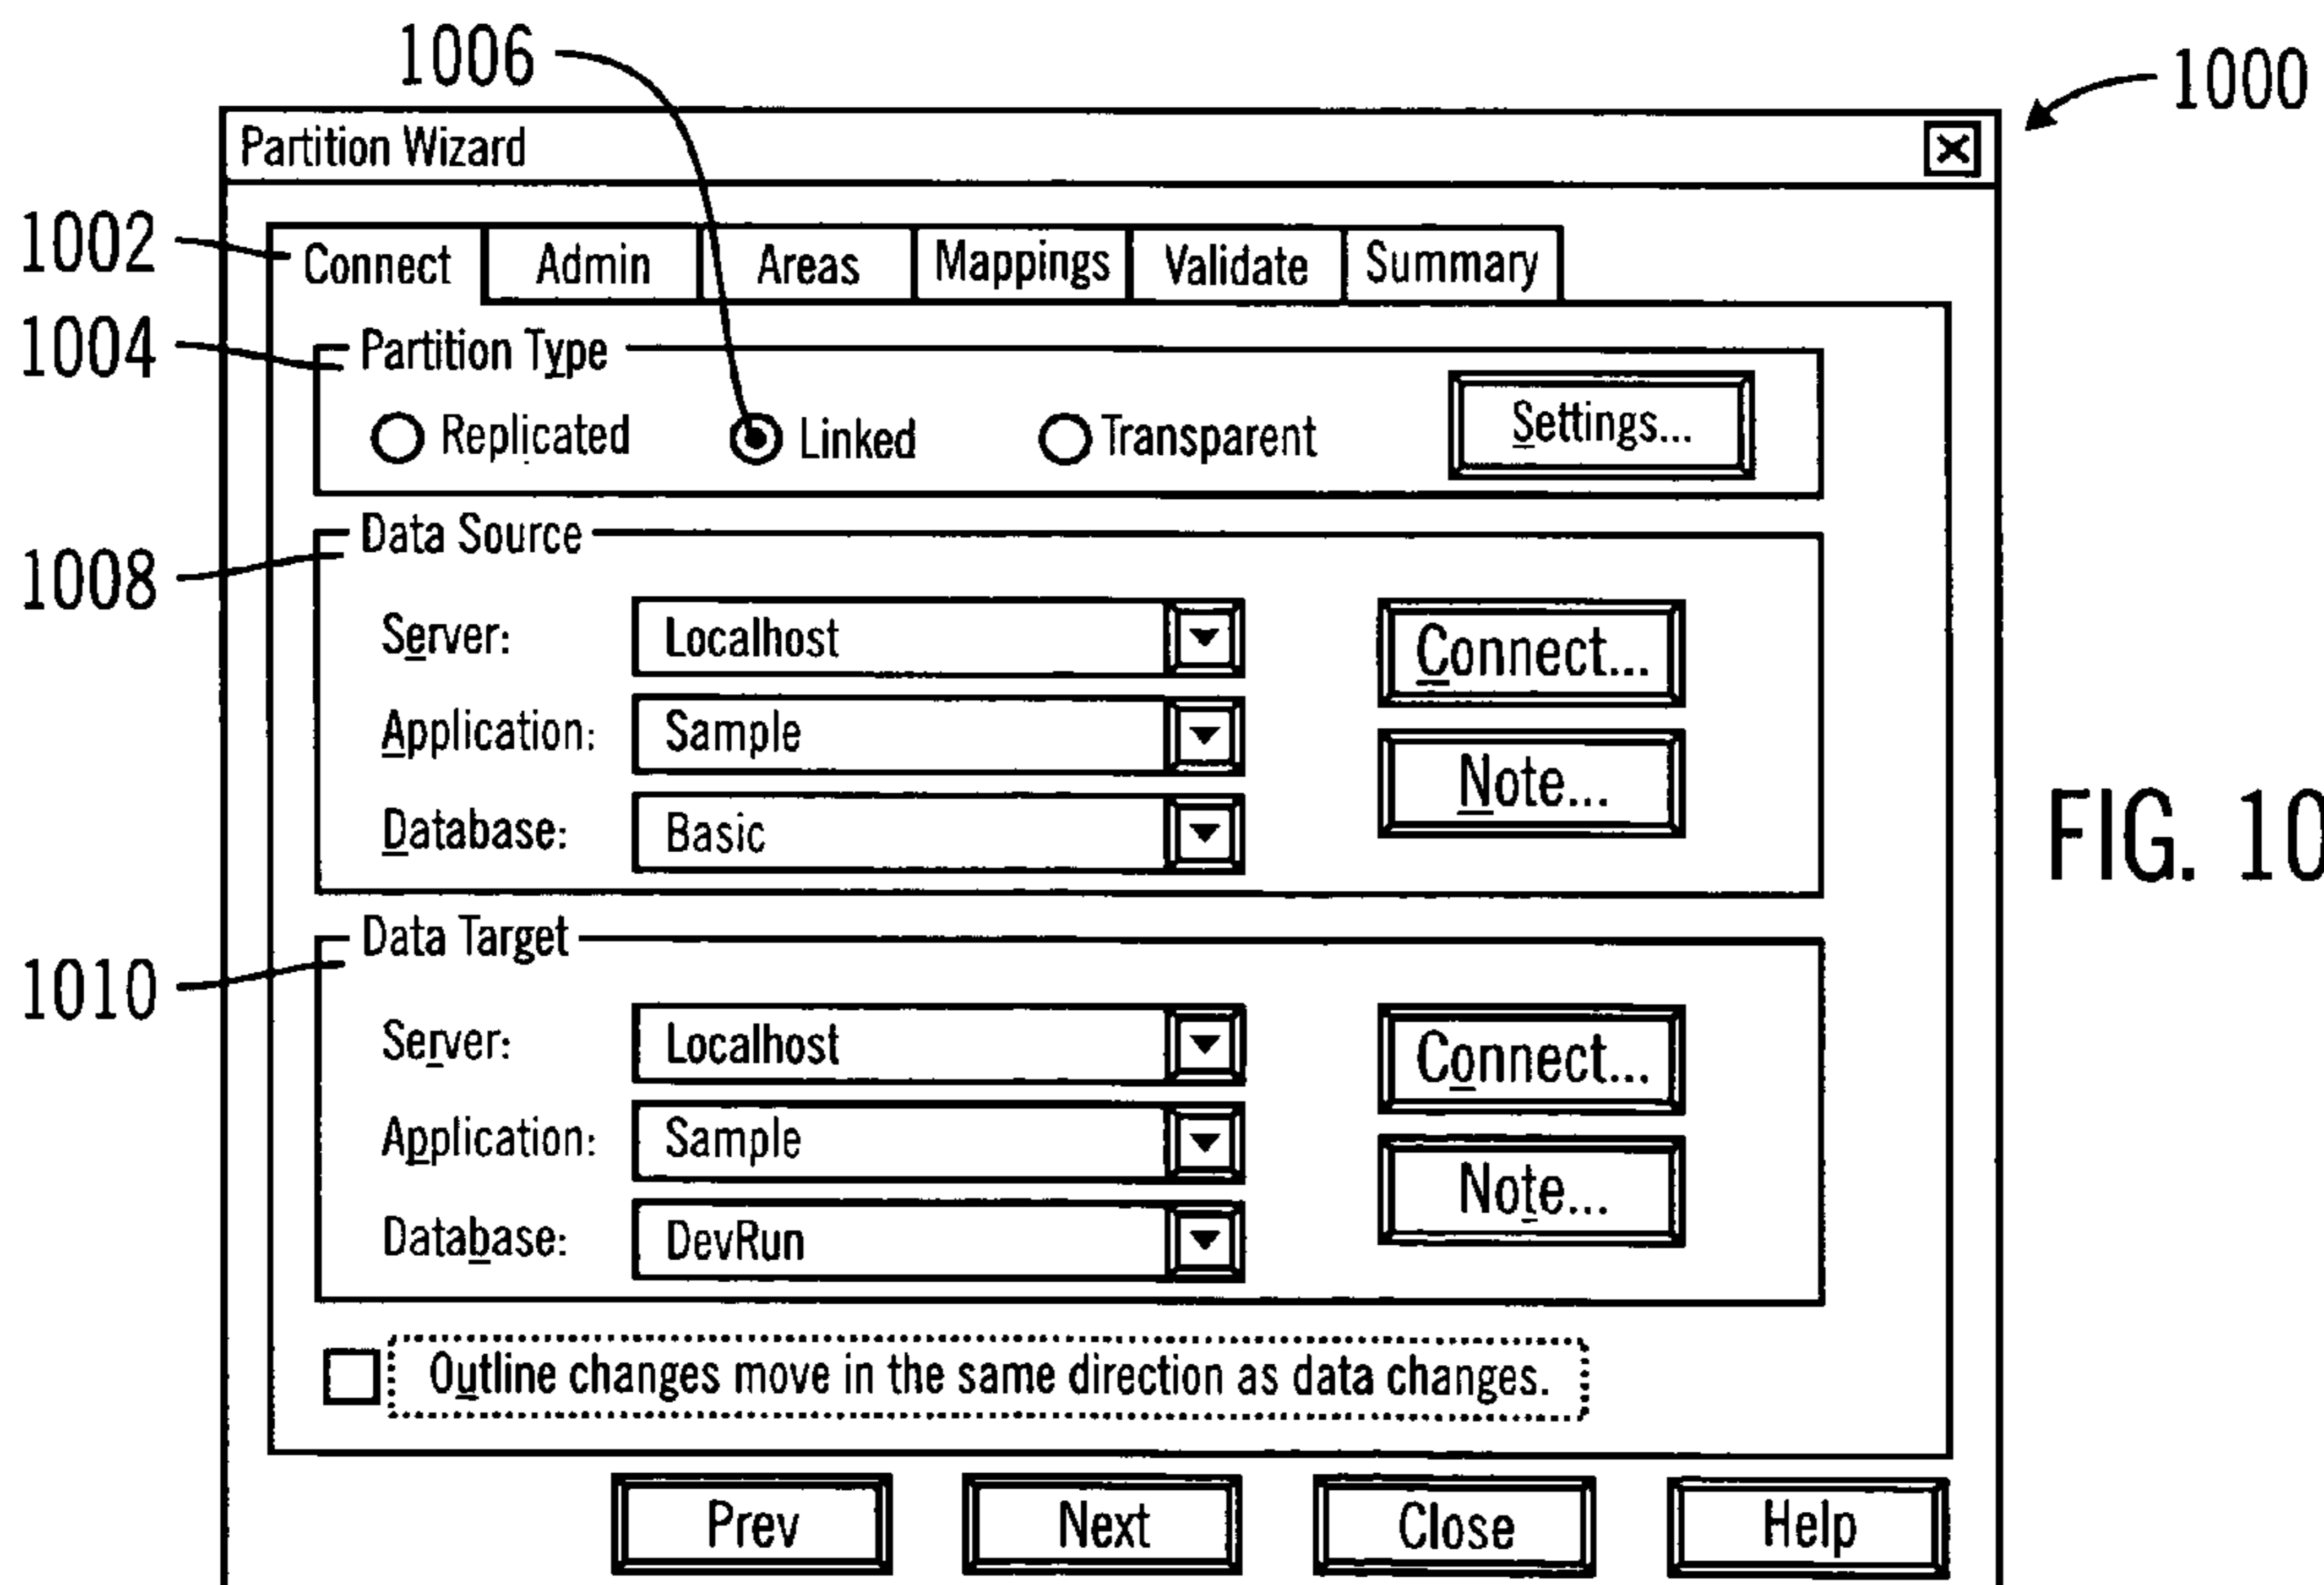 1006
1000
Partition Wizard
1002
Connect Admin Areas Mappings Validate Summary
1004
Partition Type
Replicated Linked Transparent Settings...
Data Source
1008
Server: Localhost Connect...
Application: Sample
Note...
Database: Basic
FIG. 10
Data Target
1010
Server: Localhost Connect...
Application: Sample
Note...
Database: DevRun
Outline changes move in the same direction as data changes.
Prev Next Close Help